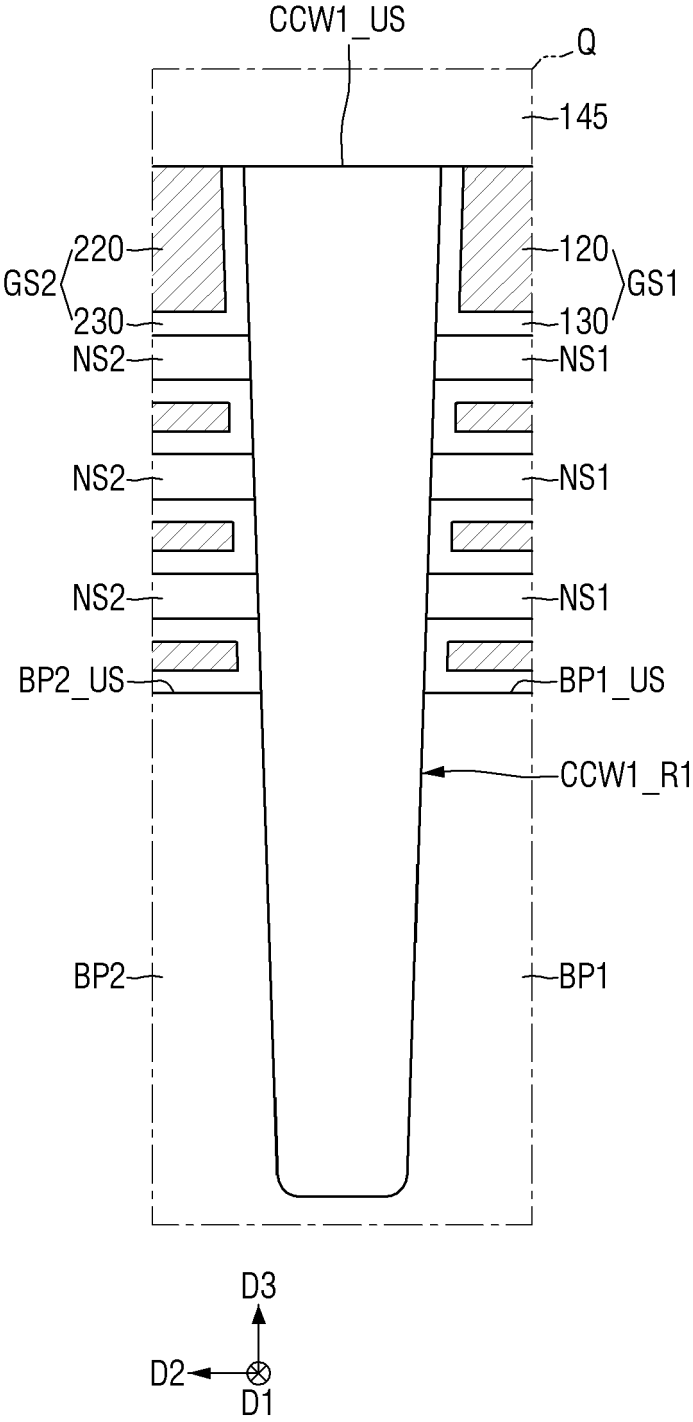 CCW1_US
Q
145
220
120
GS2
GS1
230
130
NS2
NS1
NS2
NS1
NS2
NS1
BP2_US
BP1_US
CCW1_R1
BP2
BP1
D3
D2
D1